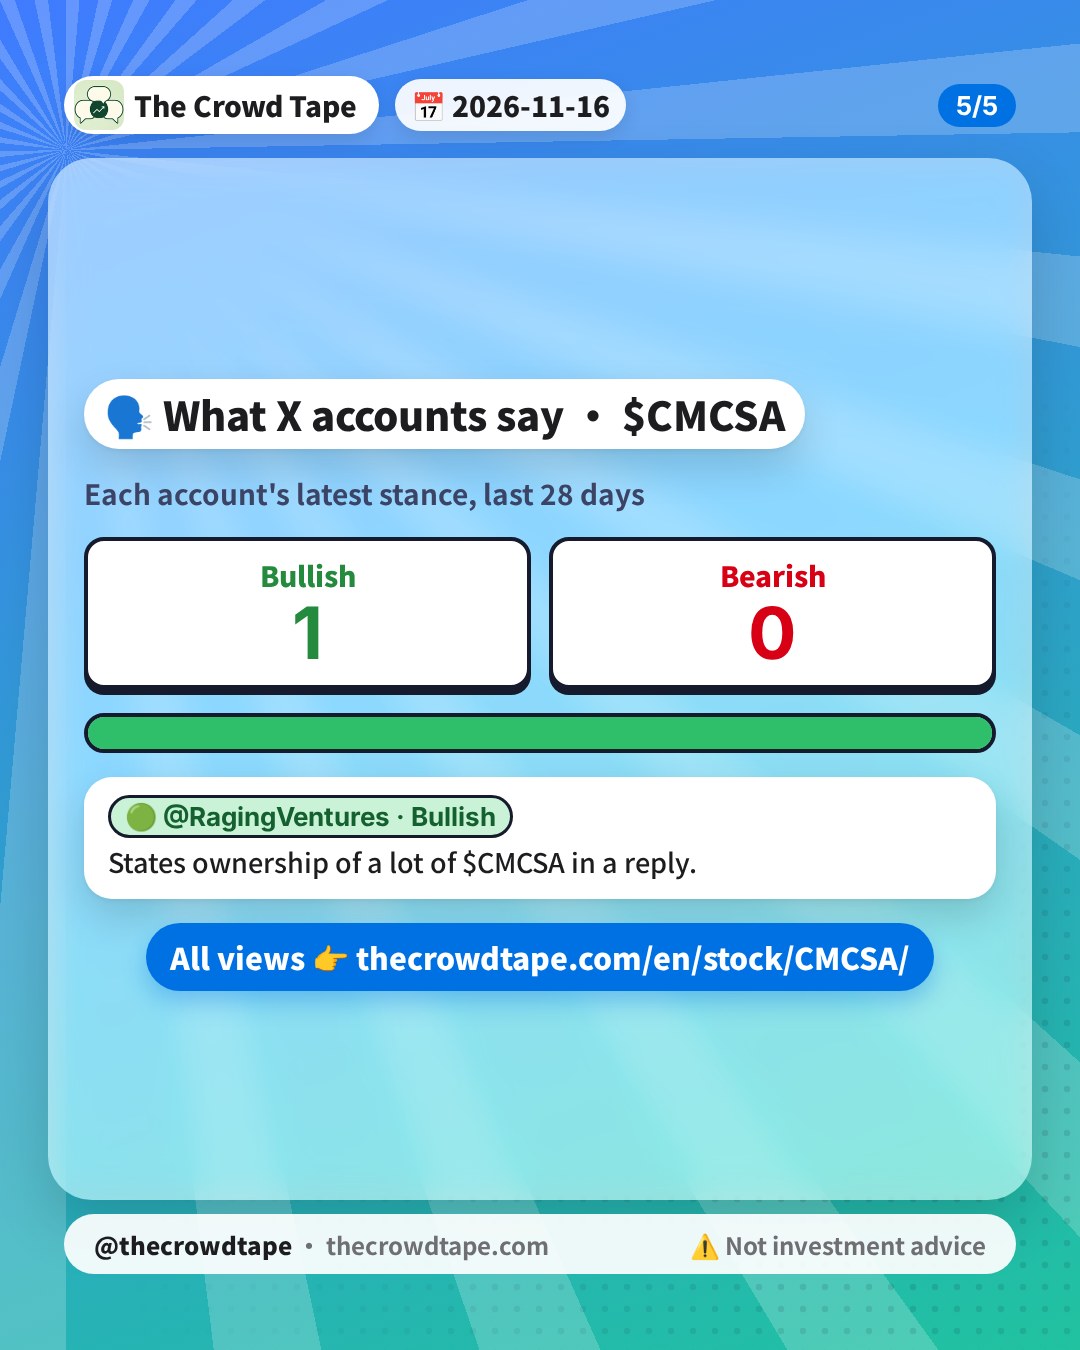 The Crowd Tape
📅 2026-11-16
5/5
🗣️ What X accounts say • $CMCSA
Each account's latest stance, last 28 days
Bullish
1
Bearish
0
🟢 @RagingVentures · Bullish
States ownership of a lot of $CMCSA in a reply.
All views 👉 thecrowdtape.com/en/stock/CMCSA/
@thecrowdtape • thecrowdtape.com
⚠️ Not investment advice